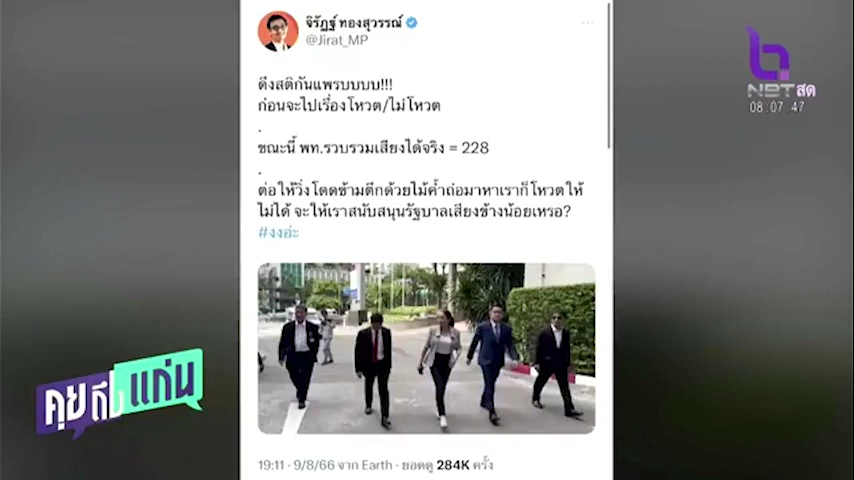 จิรัฏฐ์ ทองสุวรรณ์
@Jirat_MP
ดึงสติกันแพรบบบบ!!!
ก่อนจะไปเรื่องโหวต/ไม่โหวต
.
ขณะนี้ พท.รวบรวมเสียงได้จริง = 228
.
ต่อให้วิ่งโดดข้ามตึกด้วยไม้ค้ำถ่อมาหาเราก็โหวตให้
ไม่ได้ จะให้เราสนับสนุนรัฐบาลเสียงข้างน้อยเหรอ?
#งงอ่ะ
19:11 · 9/8/66 จาก Earth · ยอดดู 284K ครั้ง
NBT สด
08:07:47
คุยถึงแก่น